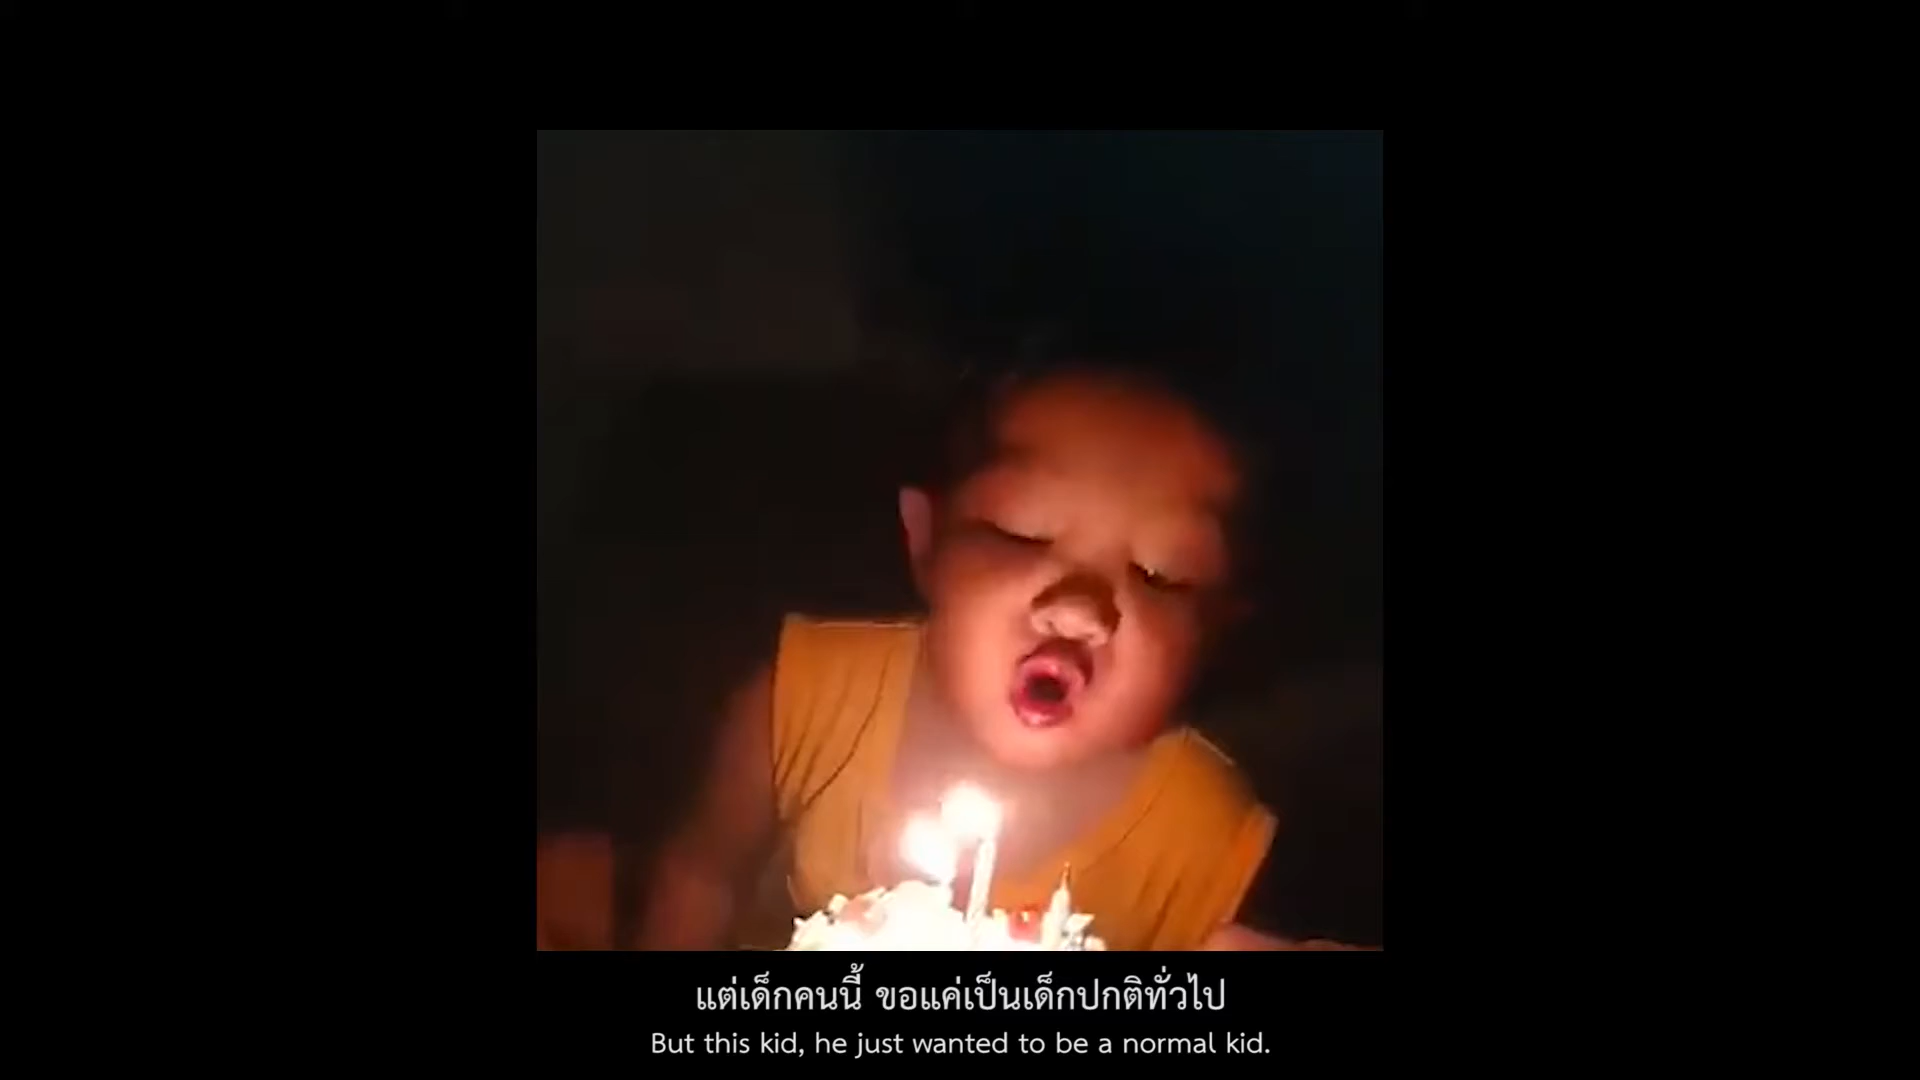 แต่เด็กคนนี้ ขอแค่เป็นเด็กปกติทั่วไป
But this kid, he just wanted to be a normal kid.